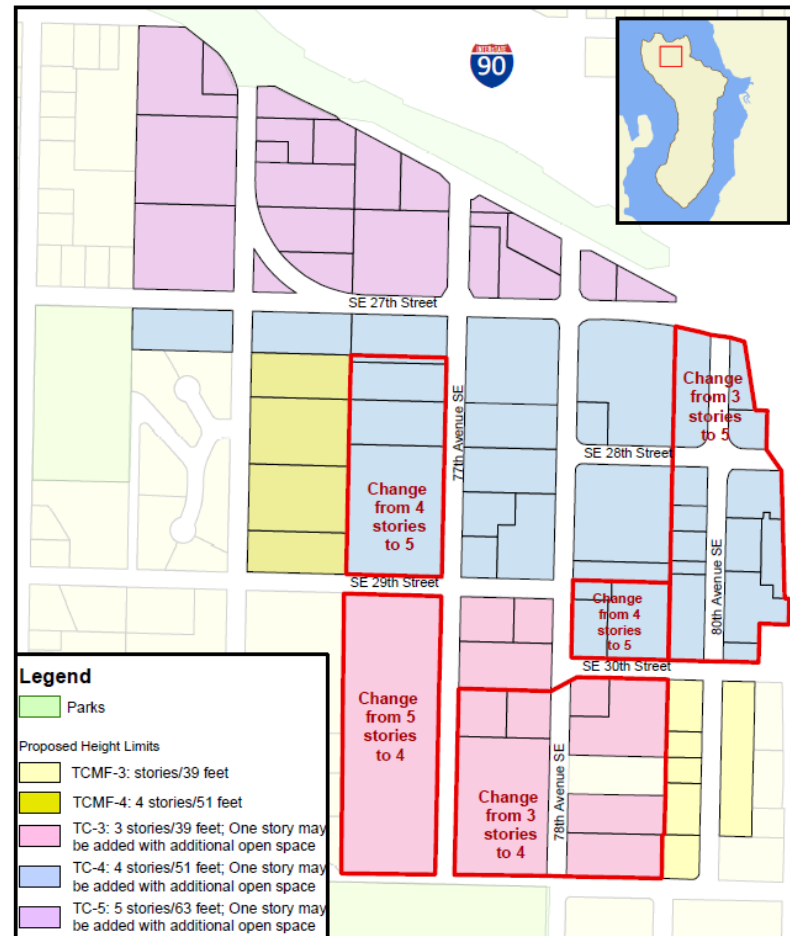 90
SE 27th Street
Change
from 3
stories
to 5
77th Avenue SE
SE 28th Street
Change
from 4
stories
to 5
80th Avenue SE
SE 29th Street
Change
from 4
stories
to 5
SE 30th Street
Change
from 5
stories
to 4
78th Avenue SE
Change
from 3
stories
to 4
Legend
Parks
Proposed Height Limits
TCMF-3: stories/39 feet
TCMF-4: 4 stories/51 feet
TC-3: 3 stories/39 feet; One story may
be added with additional open space
TC-4: 4 stories/51 feet; One story may
be added with additional open space
TC-5: 5 stories/63 feet; One story may
be added with additional open space